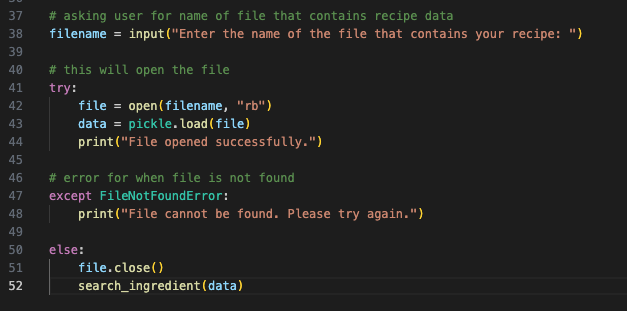 37 # asking user for name of file that contains recipe data
38 filename = input("Enter the name of the file that contains your recipe: ")
39
40 # this will open the file
41 try:
42     file = open(filename, "rb")
43     data = pickle.load(file)
44     print("File opened successfully.")
45
46 # error for when file is not found
47 except FileNotFoundError:
48     print("File cannot be found. Please try again.")
49
50 else:
51     file.close()
52     search_ingredient(data)